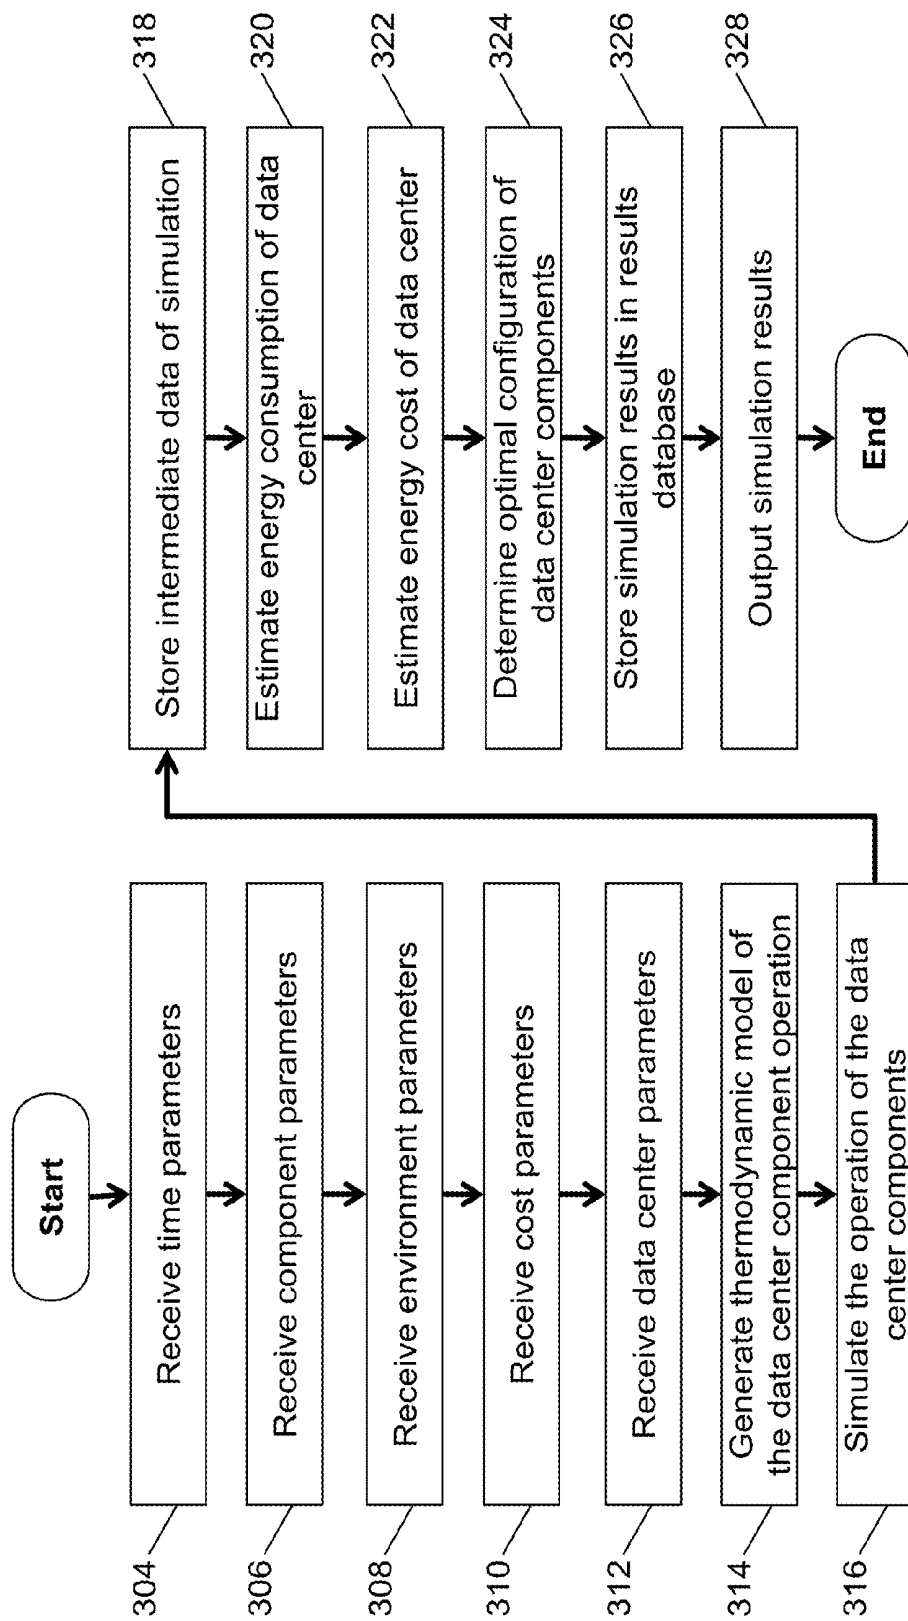 Start
304
Receive time parameters
306
Receive component parameters
308
Receive environment parameters
310
Receive cost parameters
312
Receive data center parameters
314
Generate thermodynamic model of
the data center component operation
316
Simulate the operation of the data
center components
318
Store intermediate data of simulation
320
Estimate energy consumption of data
center
322
Estimate energy cost of data center
324
Determine optimal configuration of
data center components
326
Store simulation results in results
database
328
Output simulation results
End